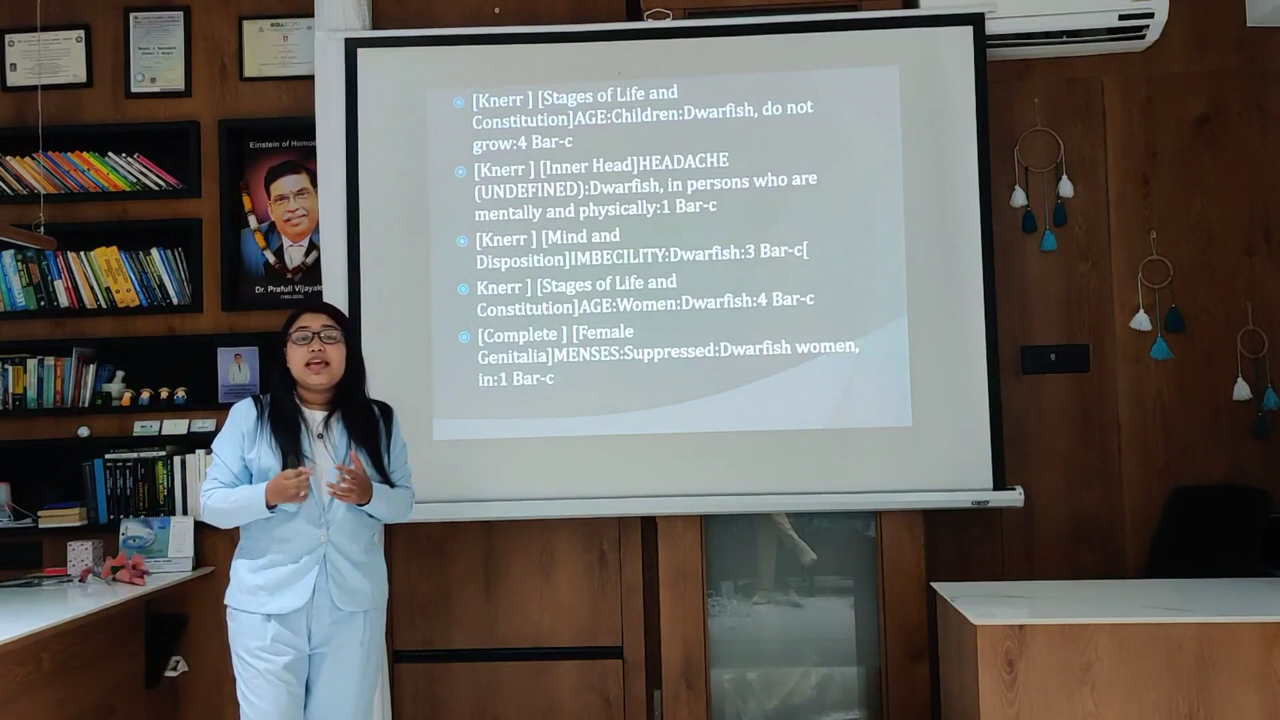 Einstein of Homoe
Dr. Prafull Vijayak
[Knerr ] [Stages of Life and
Constitution]AGE:Children:Dwarfish, do not
grow:4 Bar-c
[Knerr ] [Inner Head]HEADACHE
(UNDEFINED):Dwarfish, in persons who are
mentally and physically:1 Bar-c
[Knerr ] [Mind and
Disposition]IMBECILITY:Dwarfish:3 Bar-c[
Knerr ] [Stages of Life and
Constitution]AGE:Women:Dwarfish:4 Bar-c
[Complete ] [Female
Genitalia]MENSES:Suppressed:Dwarfish women,
in:1 Bar-c